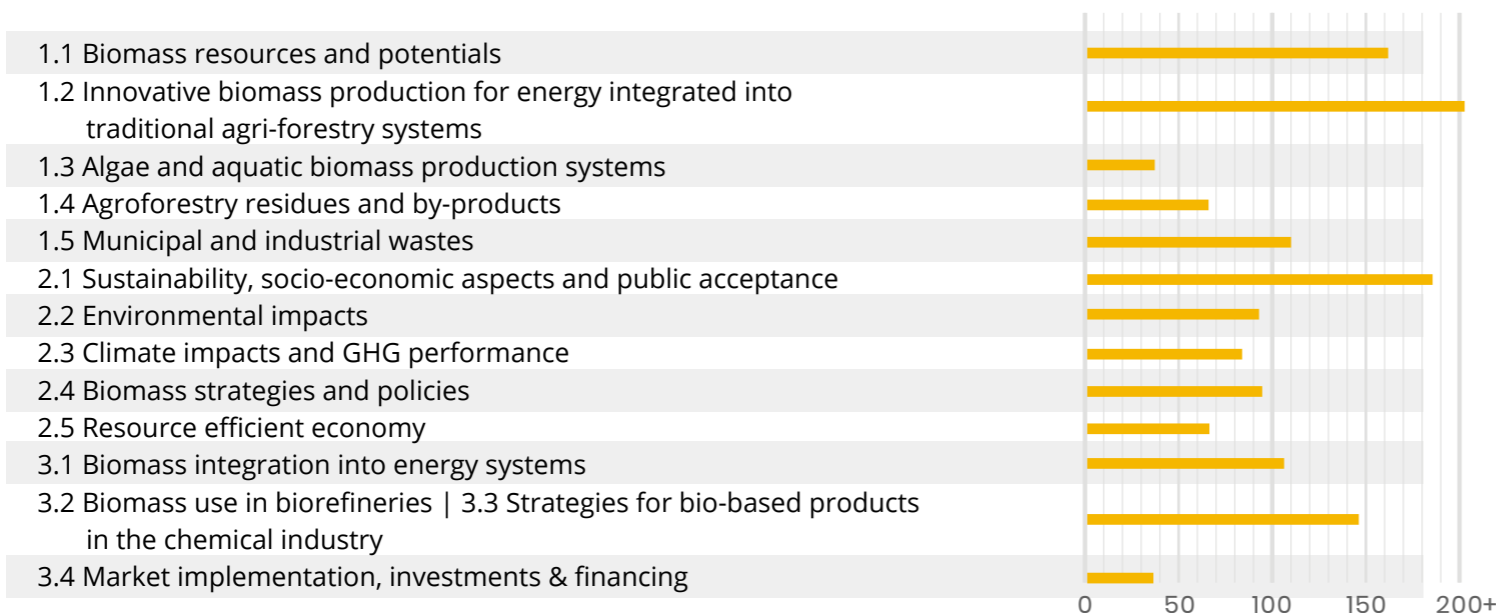 1.1 Biomass resources and potentials
1.2 Innovative biomass production for energy integrated into
traditional agri-forestry systems
1.3 Algae and aquatic biomass production systems
1.4 Agroforestry residues and by-products
1.5 Municipal and industrial wastes
2.1 Sustainability, socio-economic aspects and public acceptance
2.2 Environmental impacts
2.3 Climate impacts and GHG performance
2.4 Biomass strategies and policies
2.5 Resource efficient economy
3.1 Biomass integration into energy systems
3.2 Biomass use in biorefineries | 3.3 Strategies for bio-based products
in the chemical industry
3.4 Market implementation, investments & financing
0 50 100 150 200+